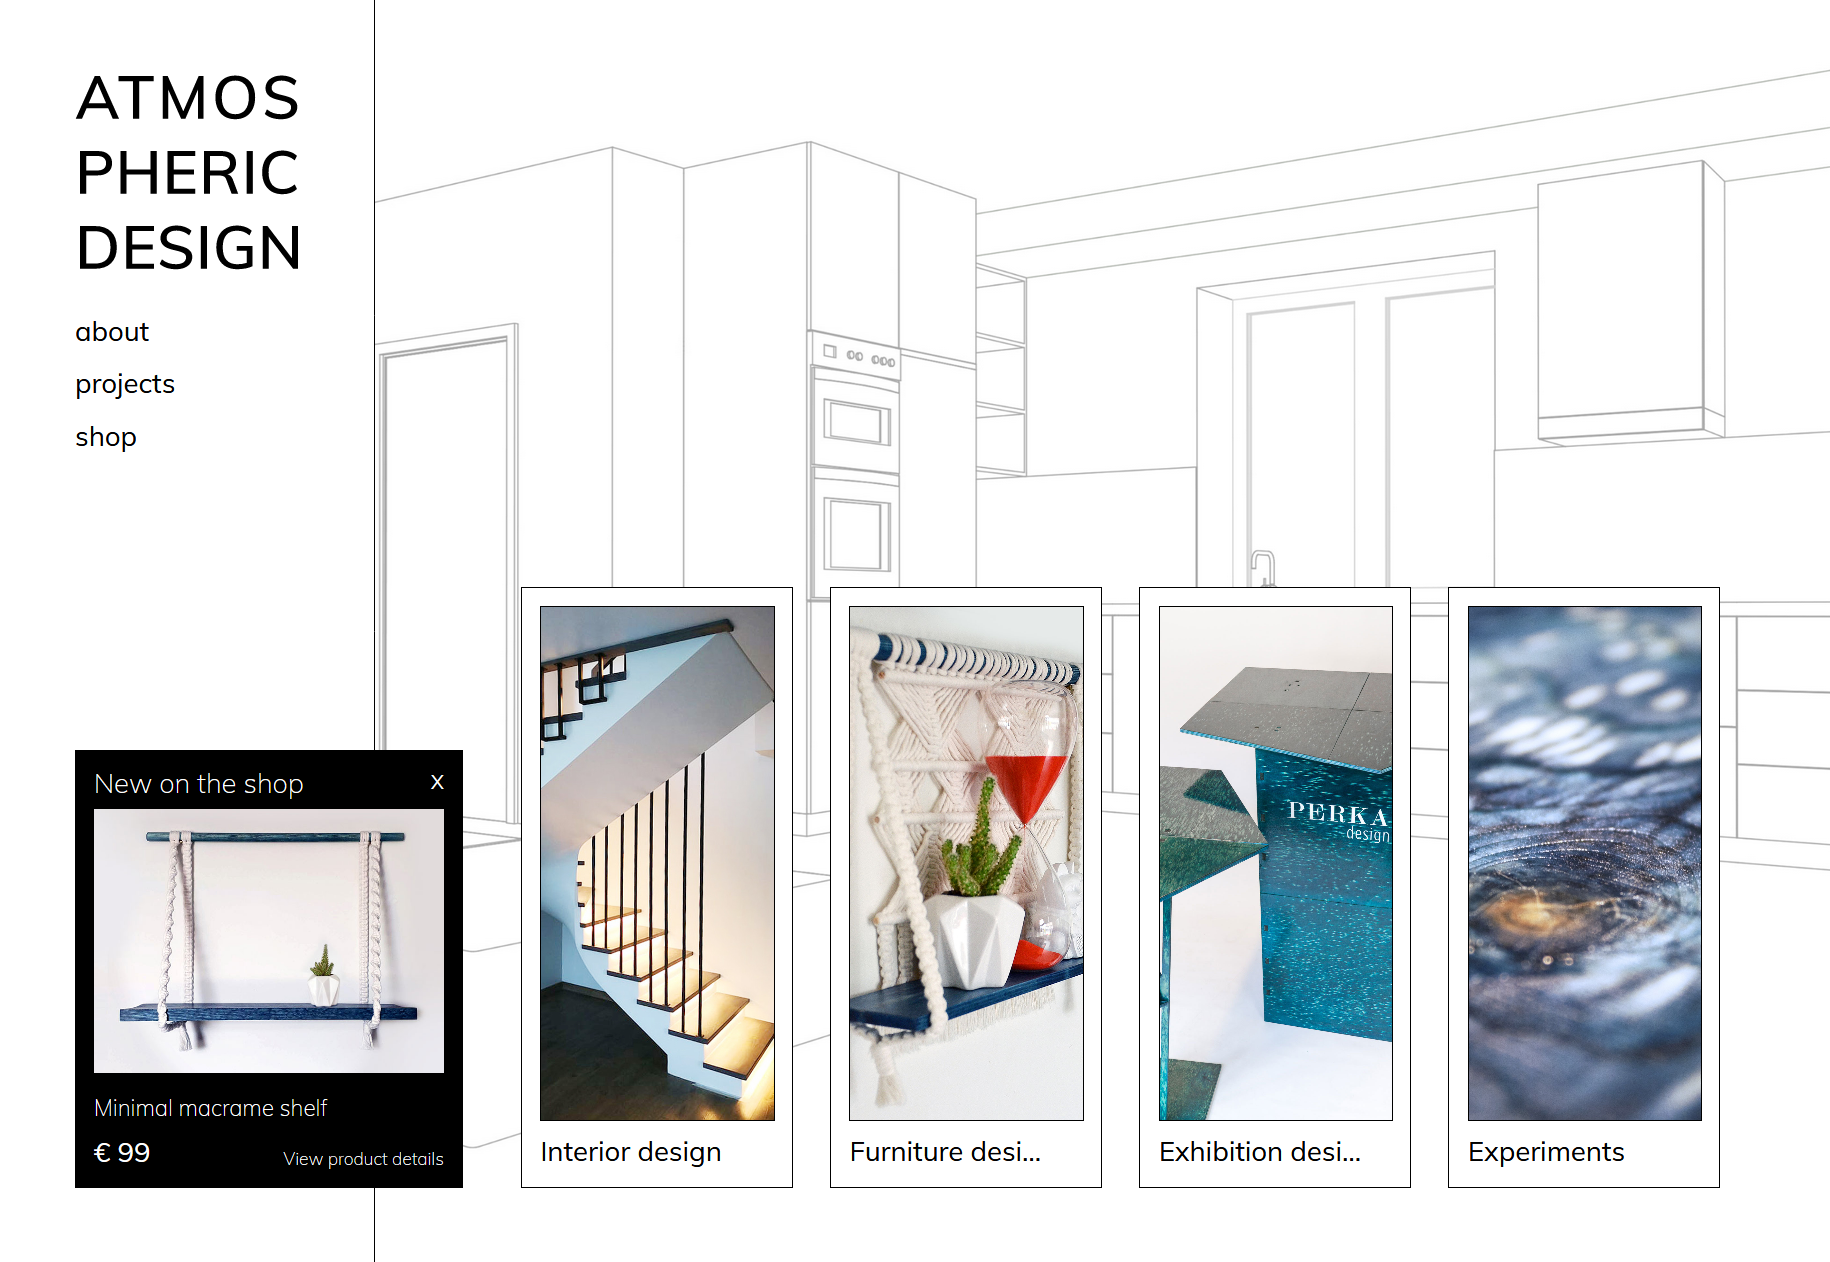 ATMOS
PHERIC
DESIGN
about
projects
shop
New on the shop
x
Minimal macrame shelf
€ 99
View product details
PERKA
design
Interior design
Furniture desi...
Exhibition desi...
Experiments